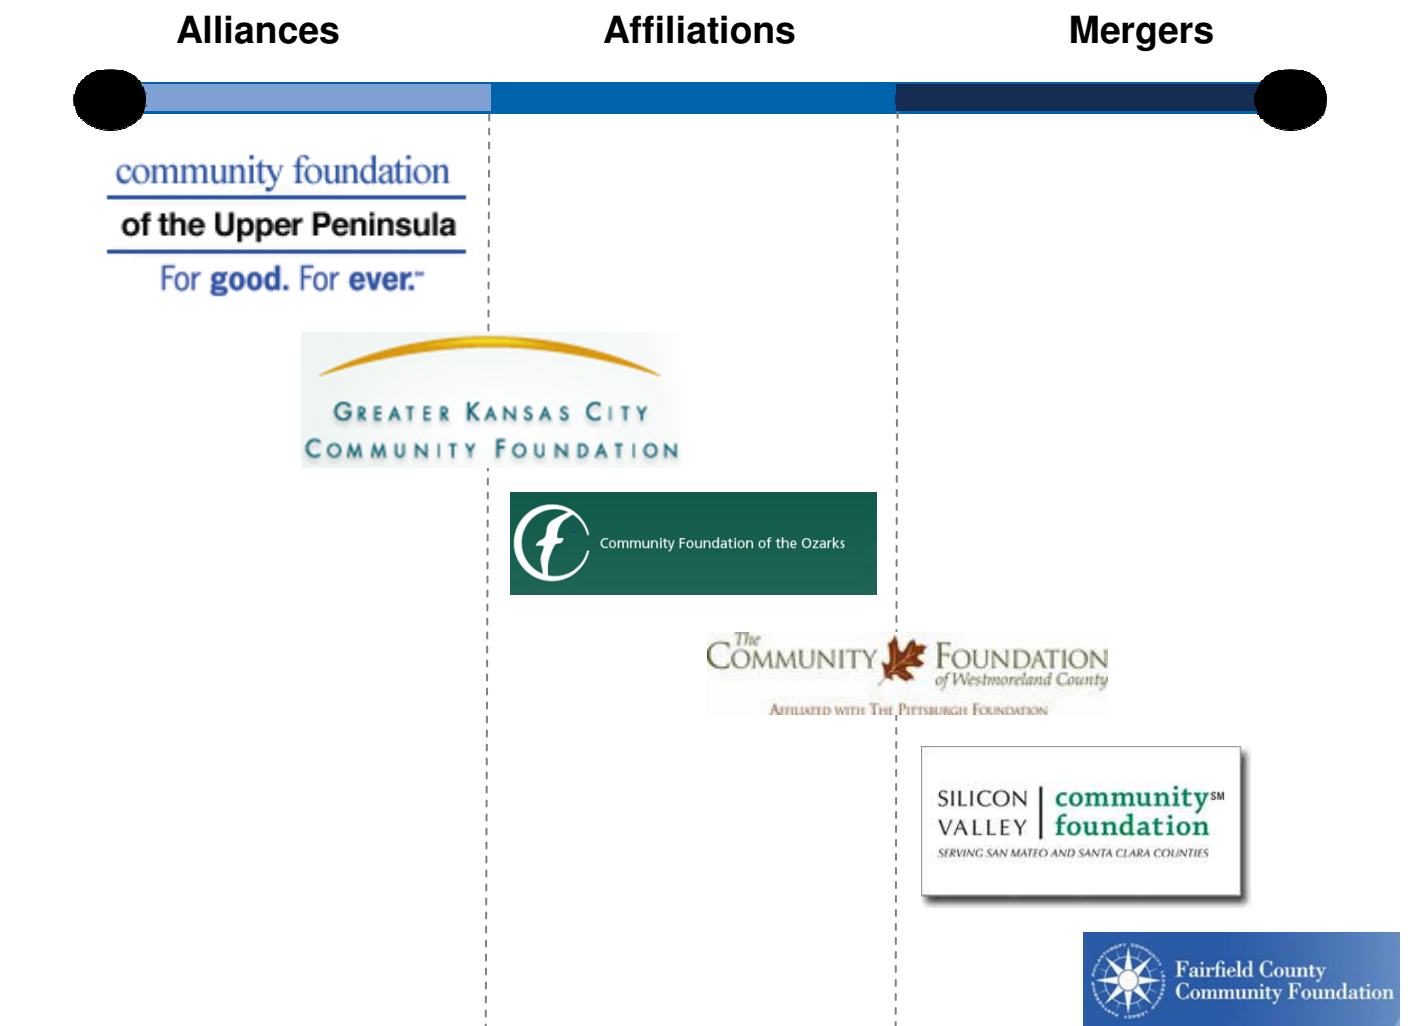 Alliances Affiliations Mergers
community foundation
of the Upper Peninsula
For good. For ever.™
GREATER KANSAS CITY
COMMUNITY FOUNDATION
Community Foundation of the Ozarks
The
COMMUNITY FOUNDATION
of Westmoreland County
AFFILIATED WITH THE PITTSBURGH FOUNDATION
SILICON VALLEY
community℠ foundation
SERVING SAN MATEO AND SANTA CLARA COUNTIES
Fairfield County
Community Foundation